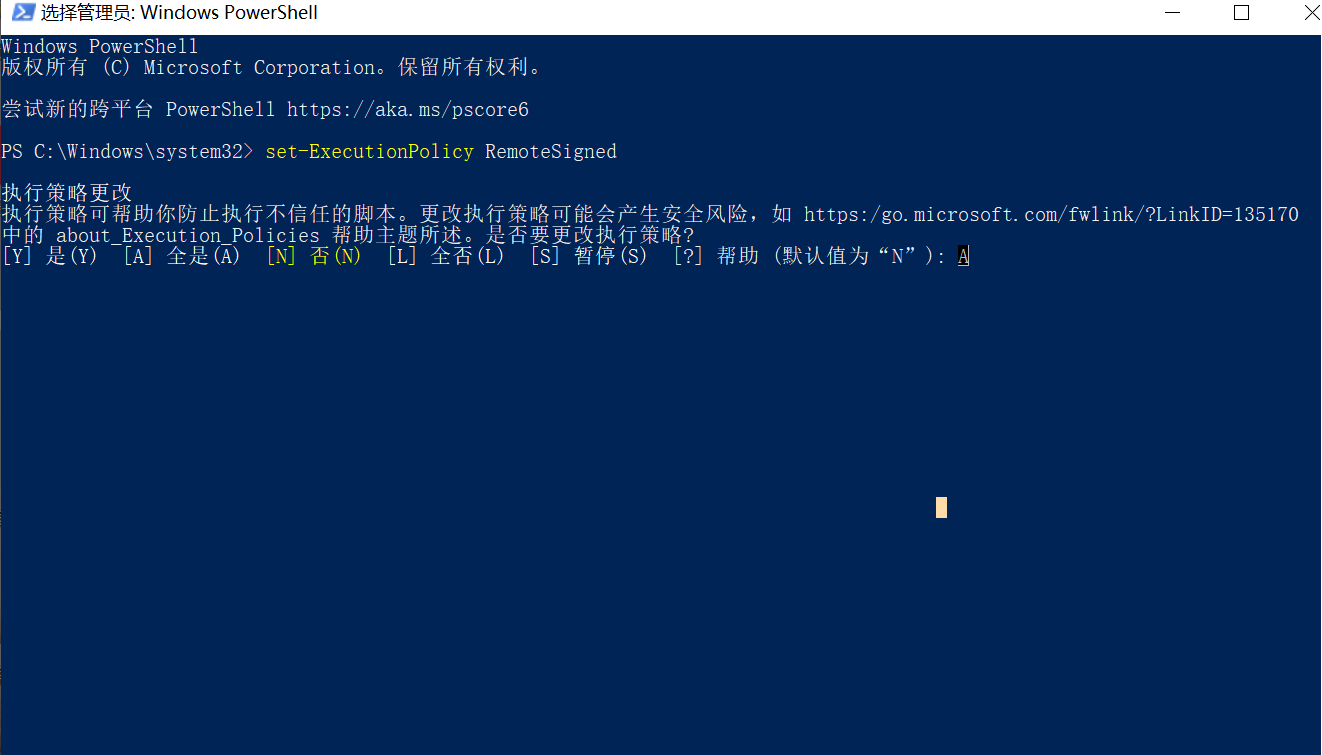 选择管理员: Windows PowerShell
Windows PowerShell
版权所有 (C) Microsoft Corporation。保留所有权利。
尝试新的跨平台 PowerShell https://aka.ms/pscore6
PS C:\Windows\system32> set-ExecutionPolicy RemoteSigned
执行策略更改
执行策略可帮助你防止执行不信任的脚本。更改执行策略可能会产生安全风险，如 https:/go.microsoft.com/fwlink/?LinkID=135170
中的 about_Execution_Policies 帮助主题所述。是否要更改执行策略?
[Y] 是(Y)  [A] 全是(A)  [N] 否(N)  [L] 全否(L)  [S] 暂停(S)  [?] 帮助 (默认值为“N”): A